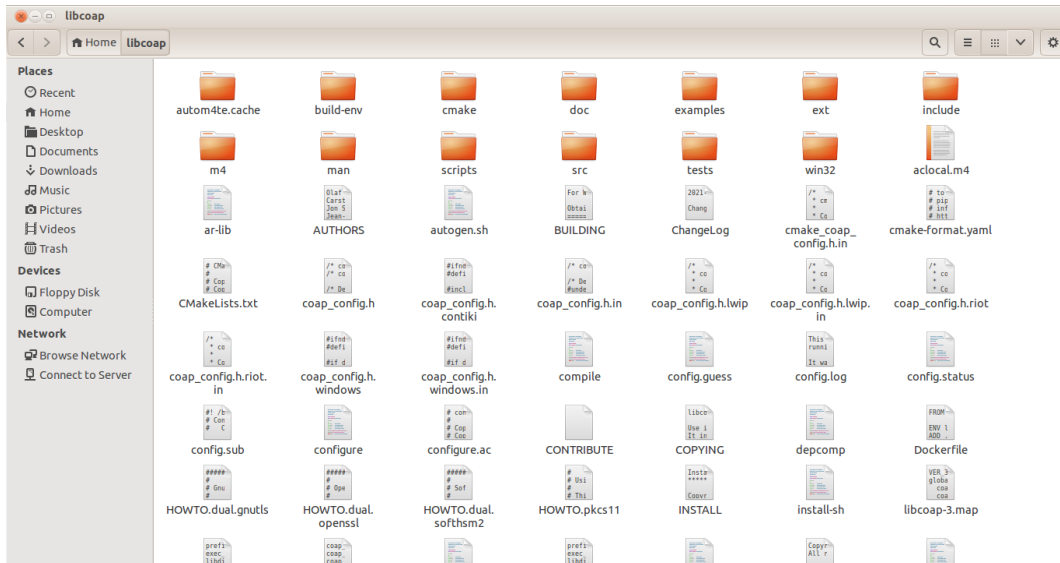 libcoap
Home libcoap
Places
Recent
Home
Desktop
Documents
Downloads
Music
Pictures
Videos
Trash
Devices
Floppy Disk
Computer
Network
Browse Network
Connect to Server
autom4te.cache
build-env
cmake
doc
examples
ext
include
m4
man
scripts
src
tests
win32
aclocal.m4
ar-lib
AUTHORS
autogen.sh
BUILDING
ChangeLog
cmake_coap_
config.h.in
cmake-format.yaml
CMakeLists.txt
coap_config.h
coap_config.h.
contiki
coap_config.h.in
coap_config.h.lwip
coap_config.h.lwip.
in
coap_config.h.riot
coap_config.h.riot.
in
coap_config.h.
windows
coap_config.h.
windows.in
compile
config.guess
config.log
config.status
config.sub
configure
configure.ac
CONTRIBUTE
COPYING
depcomp
Dockerfile
HOWTO.dual.gnutls
HOWTO.dual.
openssl
HOWTO.dual.
softhsm2
HOWTO.pkcs11
INSTALL
install-sh
libcoap-3.map